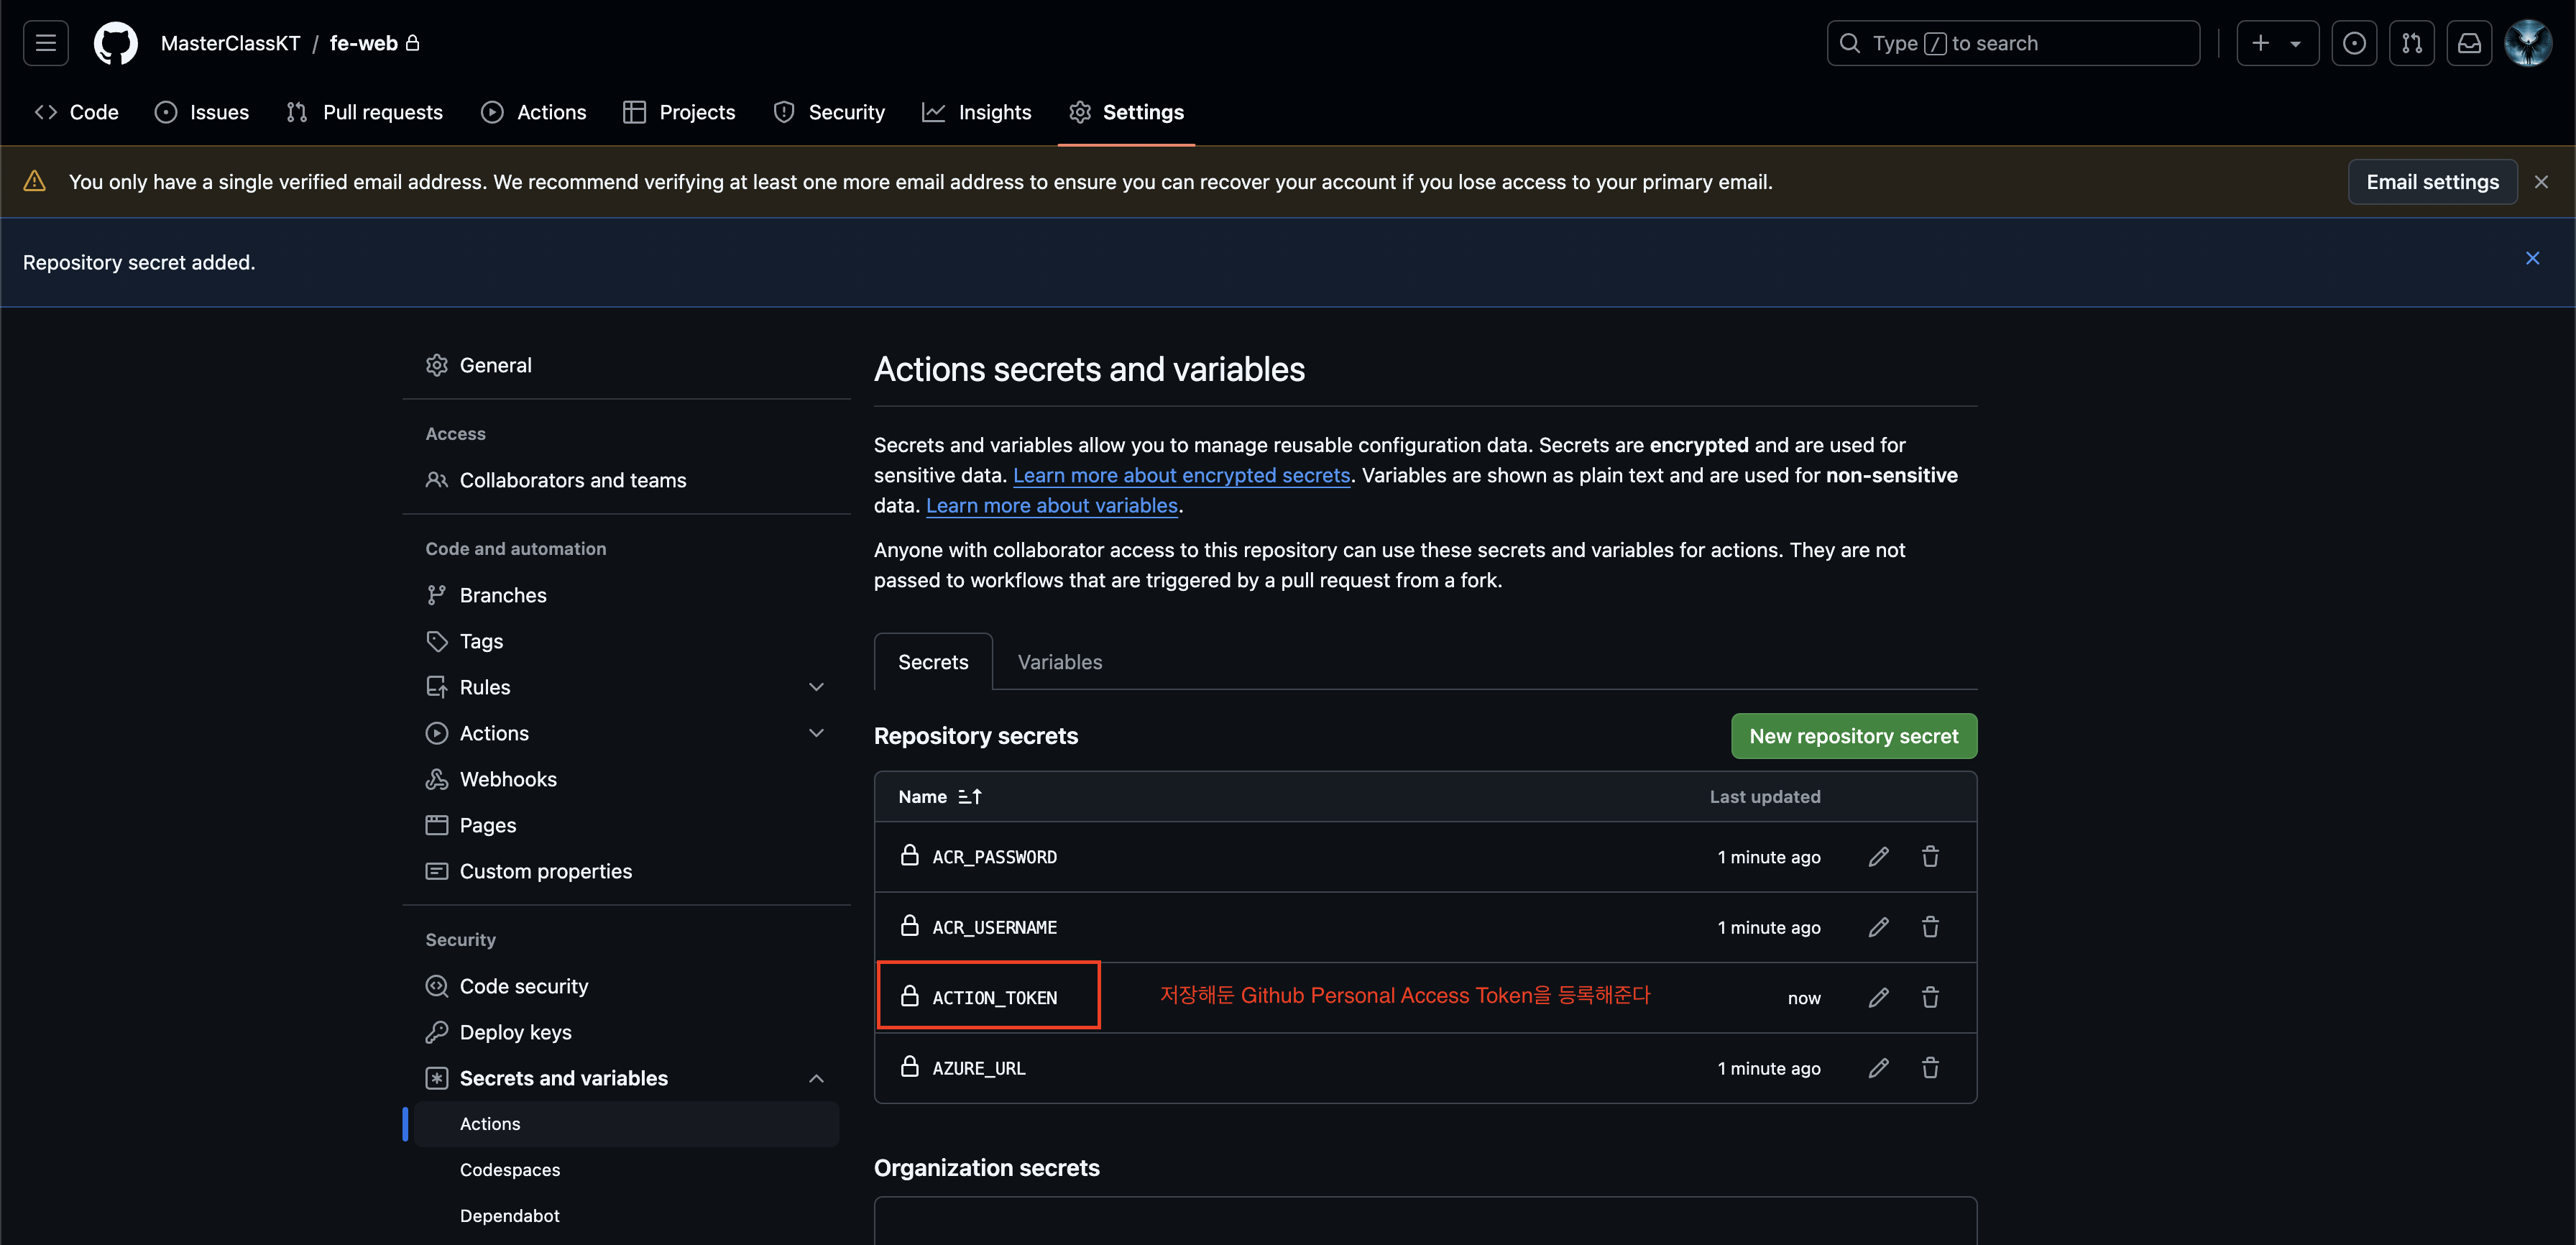 MasterClassKT / fe-web
Type / to search
Code
Issues
Pull requests
Actions
Projects
Security
Insights
Settings
You only have a single verified email address. We recommend verifying at least one more email address to ensure you can recover your account if you lose access to your primary email.
Email settings
Repository secret added.
General
Access
Collaborators and teams
Code and automation
Branches
Tags
Rules
Actions
Webhooks
Pages
Custom properties
Security
Code security
Deploy keys
Secrets and variables
Actions
Codespaces
Dependabot
Actions secrets and variables
Secrets and variables allow you to manage reusable configuration data. Secrets are encrypted and are used for
sensitive data. Learn more about encrypted secrets. Variables are shown as plain text and are used for non-sensitive
data. Learn more about variables.
Anyone with collaborator access to this repository can use these secrets and variables for actions. They are not
passed to workflows that are triggered by a pull request from a fork.
Secrets
Variables
Repository secrets
New repository secret
Name
Last updated
ACR_PASSWORD
1 minute ago
ACR_USERNAME
1 minute ago
ACTION_TOKEN
저장해둔 Github Personal Access Token을 등록해준다
now
AZURE_URL
1 minute ago
Organization secrets